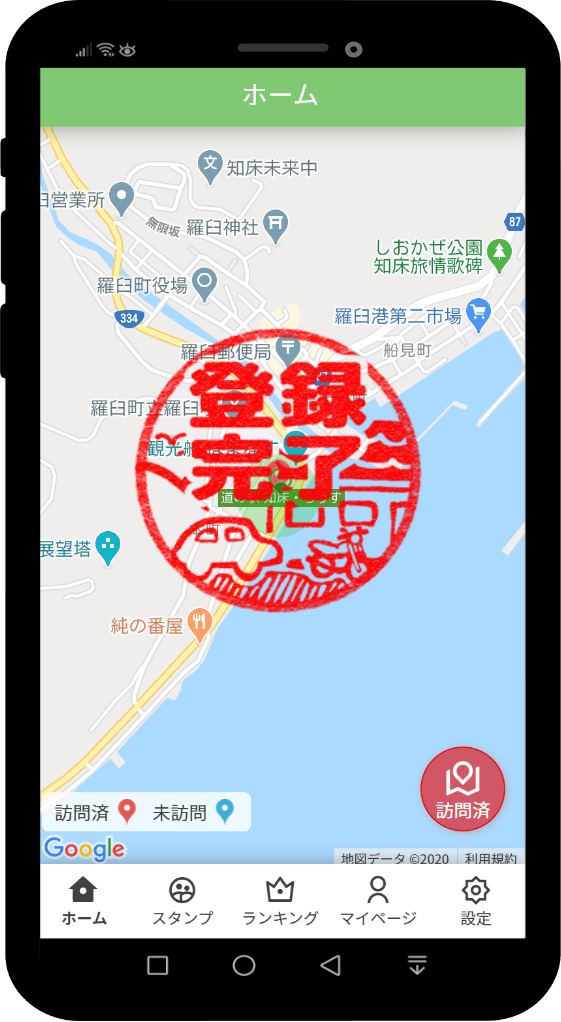 ホーム
知床未来中
営業所
無限坂
羅臼神社
87
しおかぜ公園
知床旅情歌碑
羅臼町役場
334
羅臼港第二市場
羅臼郵便局
船見町
登録
羅臼町立羅臼
観光船
完了
道の駅 知床・らうす
展望塔
純の番屋
訪問済
訪問済 未訪問
Google
地図データ ©2020 利用規約
ホーム スタンプ ランキング マイページ 設定